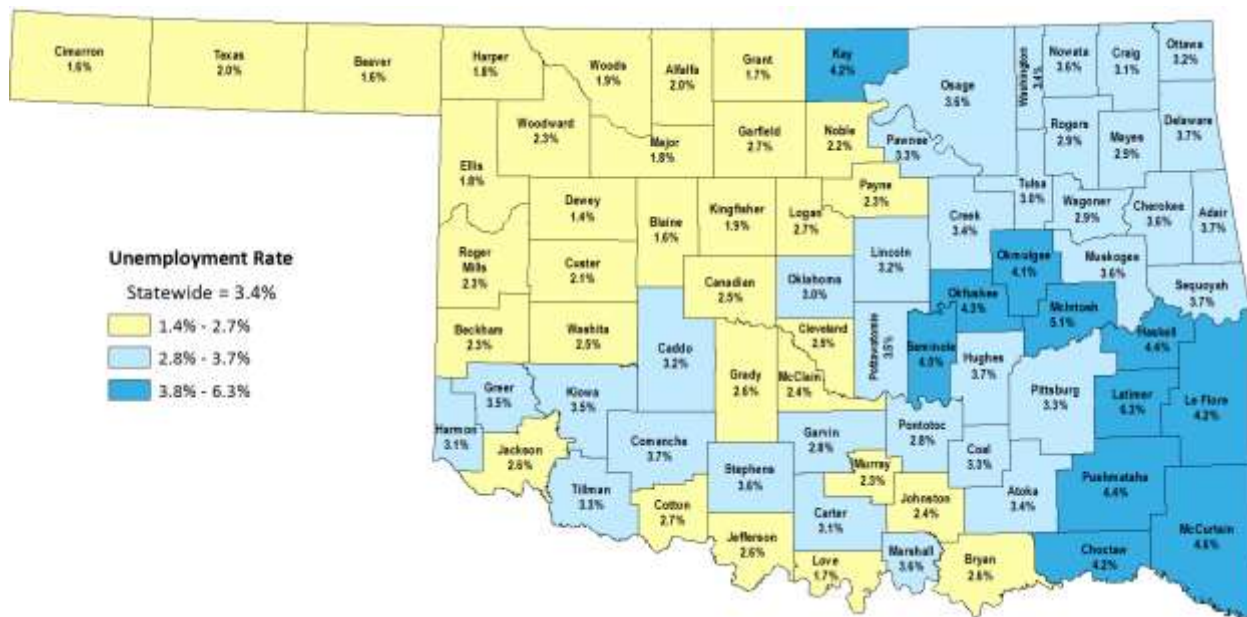 Cimarron
1.6%
Texas
2.0%
Beaver
1.6%
Harper
1.8%
Woods
1.9%
Alfalfa
2.0%
Grant
1.7%
Kay
4.2%
Osage
3.6%
Washington
3.4%
Nowata
3.6%
Craig
3.1%
Ottawa
3.2%
Woodward
2.3%
Major
1.8%
Garfield
2.7%
Noble
2.2%
Pawnee
3.3%
Rogers
2.9%
Mayes
2.9%
Delaware
3.7%
Ellis
1.8%
Dewey
1.4%
Blaine
1.6%
Kingfisher
1.9%
Logan
2.7%
Payne
2.3%
Creek
3.4%
Tulsa
3.0%
Wagoner
2.9%
Cherokee
3.6%
Adair
3.7%
Roger
Mills
2.3%
Custer
2.1%
Canadian
2.5%
Oklahoma
3.0%
Lincoln
3.2%
Okmulgee
4.1%
Muskogee
3.6%
Sequoyah
3.7%
Unemployment Rate
Statewide = 3.4%
1.4% - 2.7%
2.8% - 3.7%
3.8% - 6.3%
Beckham
2.3%
Washita
2.5%
Caddo
3.2%
Grady
2.6%
Cleveland
McClain
2.4%
Pottawatomie
3.5%
Seminole
Okfuskee
4.3%
McIntosh
5.1%
Haskell
4.4%
Hughes
3.7%
Pittsburg
3.3%
Latimer
6.3%
Le Flore
4.2%
Greer
3.5%
Kiowa
3.5%
Harmon
3.1%
Jackson
2.6%
Comanche
3.7%
Stephens
3.6%
Garvin
2.8%
Pontotoc
2.8%
Coal
3.3%
Murray
2.3%
Tillman
3.3%
Cotton
2.7%
Carter
3.1%
Johnston
2.4%
Atoka
3.4%
Pushmataha
4.4%
McCurtain
4.6%
Jefferson
2.6%
Love
1.7%
Marshall
3.6%
Bryan
2.6%
Choctaw
4.2%